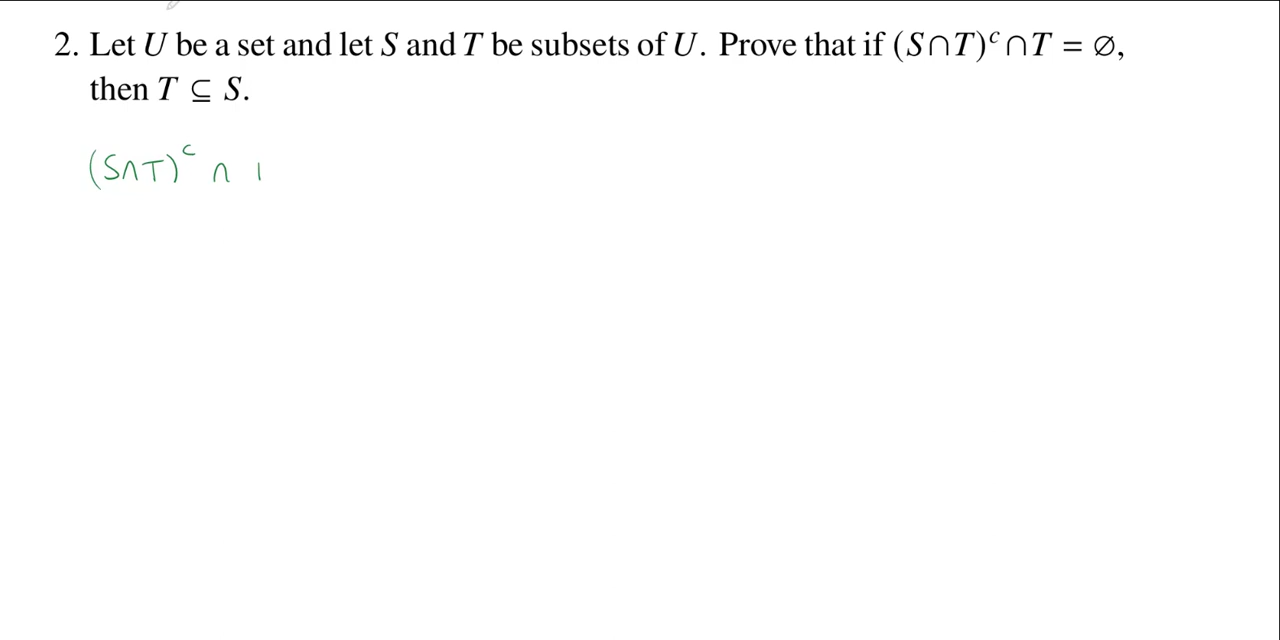 2. Let U be a set and let S and T be subsets of U. Prove that if (S∩T)ᶜ∩T = ∅,
then T ⊆ S.
(S∩T)ᶜ ∩